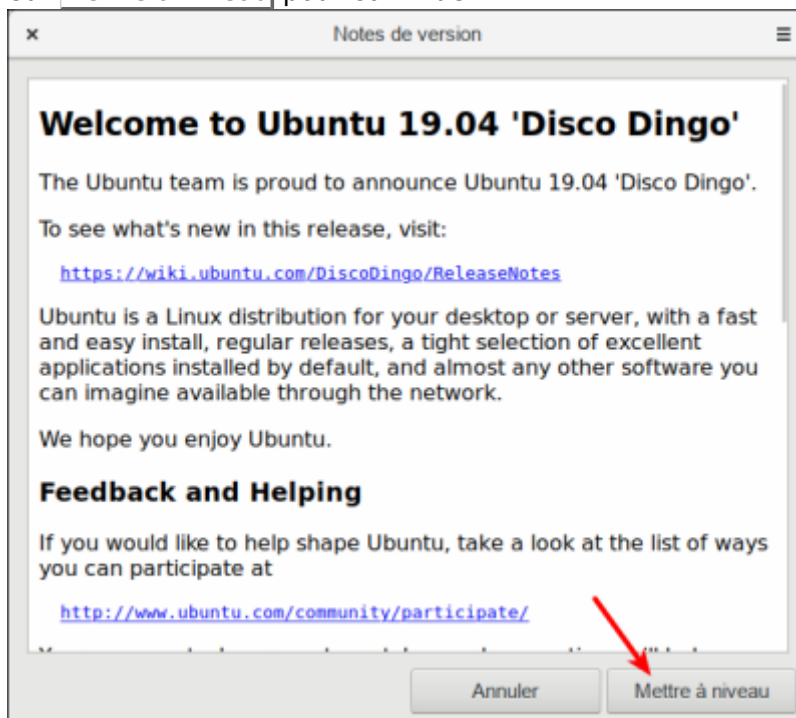 Notes de version
Welcome to Ubuntu 19.04 'Disco Dingo'
The Ubuntu team is proud to announce Ubuntu 19.04 'Disco Dingo'.
To see what's new in this release, visit:
https://wiki.ubuntu.com/DiscoDingo/ReleaseNotes
Ubuntu is a Linux distribution for your desktop or server, with a fast
and easy install, regular releases, a tight selection of excellent
applications installed by default, and almost any other software you
can imagine available through the network.
We hope you enjoy Ubuntu.
Feedback and Helping
If you would like to help shape Ubuntu, take a look at the list of ways
you can participate at
http://www.ubuntu.com/community/participate/
Annuler
Mettre à niveau